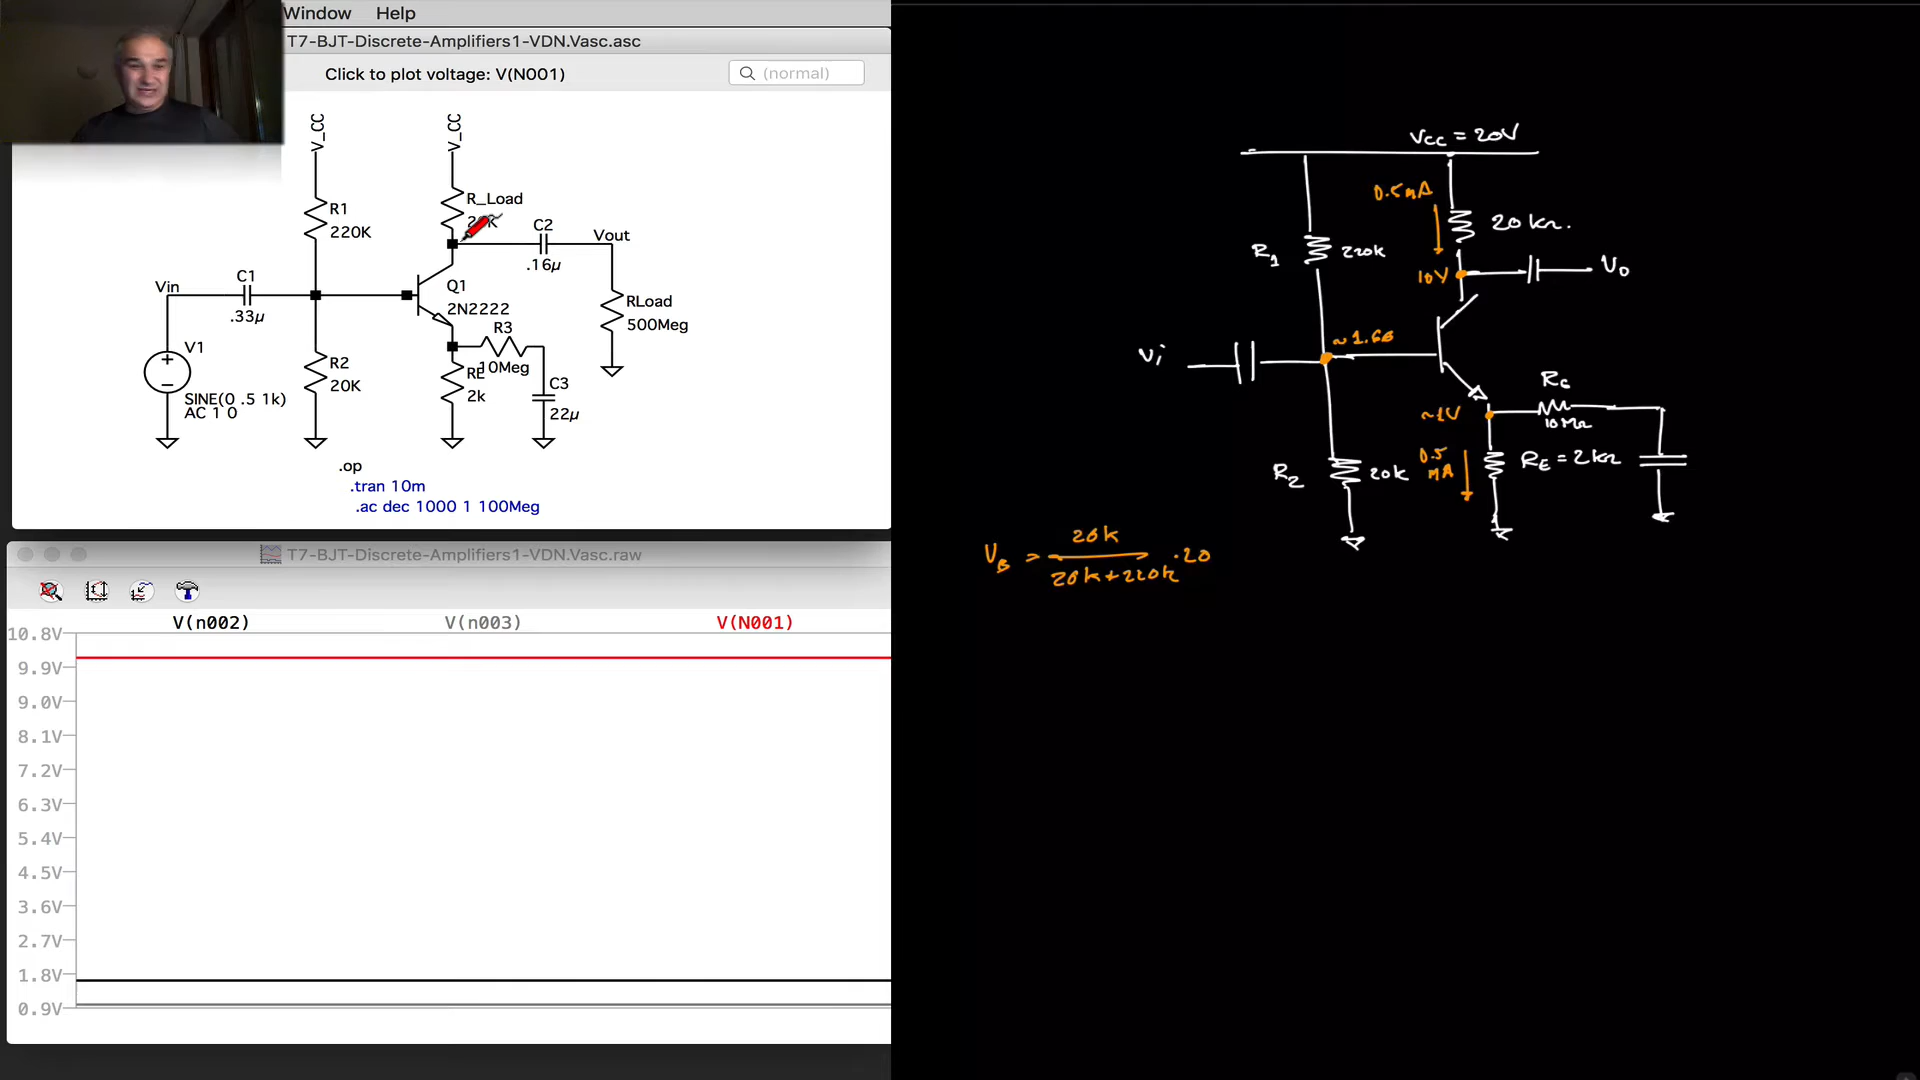 Window Help
T7-BJT-Discrete-Amplifiers1-VDN.Vasc.asc
Click to plot voltage: V(N001)
(normal)
V_CC
V_CC
R_Load
R1
220K
C2
.16µ
Vout
Vin
C1
.33µ
Q1
2N2222
RLoad
500Meg
R3
10Meg
V1
SINE(0 .5 1k)
AC 1 0
R2
20K
RE
2k
C3
22µ
.op
.tran 10m
.ac dec 1000 1 100Meg
T7-BJT-Discrete-Amplifiers1-VDN.Vasc.raw
V(n002) V(n003) V(N001)
10.8V
9.9V
9.0V
8.1V
7.2V
6.3V
5.4V
4.5V
3.6V
2.7V
1.8V
0.9V
VCC = 20V
0.5mA
20kΩ.
R1 220k
10V
Vo
~1.68
Vi
RC
10MΩ
~1V
0.5
mA
RE = 2kΩ
R2 20k
VB = 20k / 20k+220k · 20